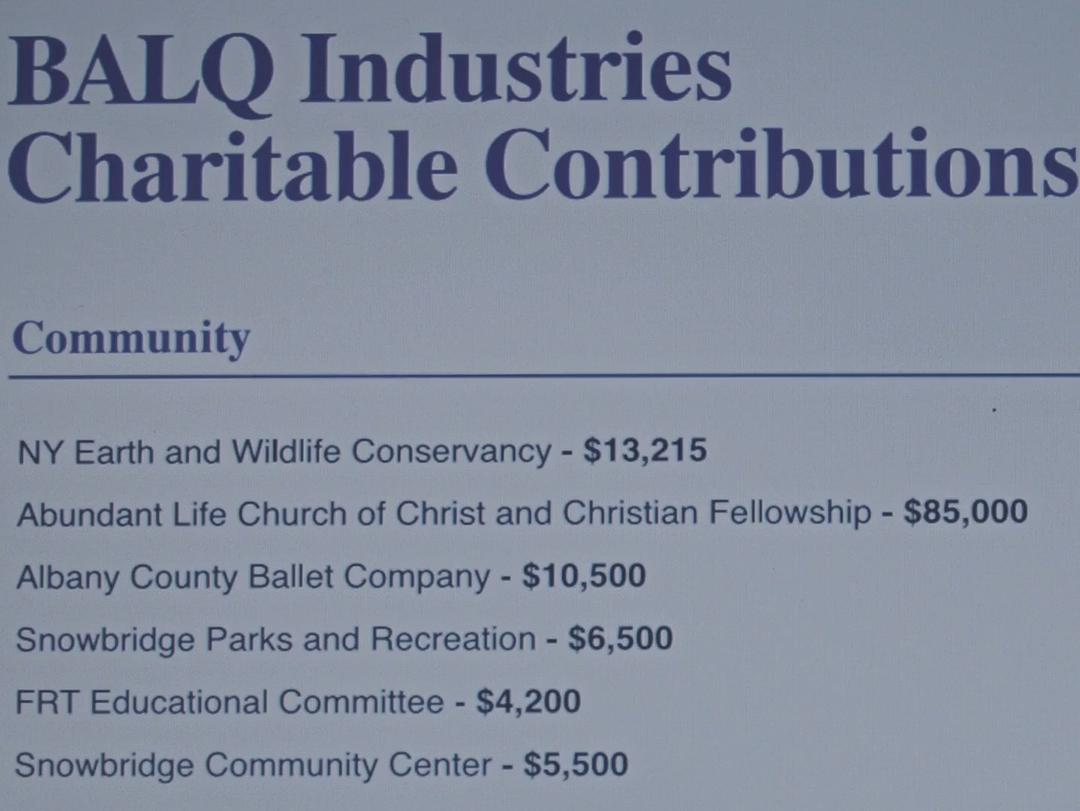 BALQ Industries
Charitable Contributions
Community
NY Earth and Wildlife Conservancy - $13,215
Abundant Life Church of Christ and Christian Fellowship - $85,000
Albany County Ballet Company - $10,500
Snowbridge Parks and Recreation - $6,500
FRT Educational Committee - $4,200
Snowbridge Community Center - $5,500